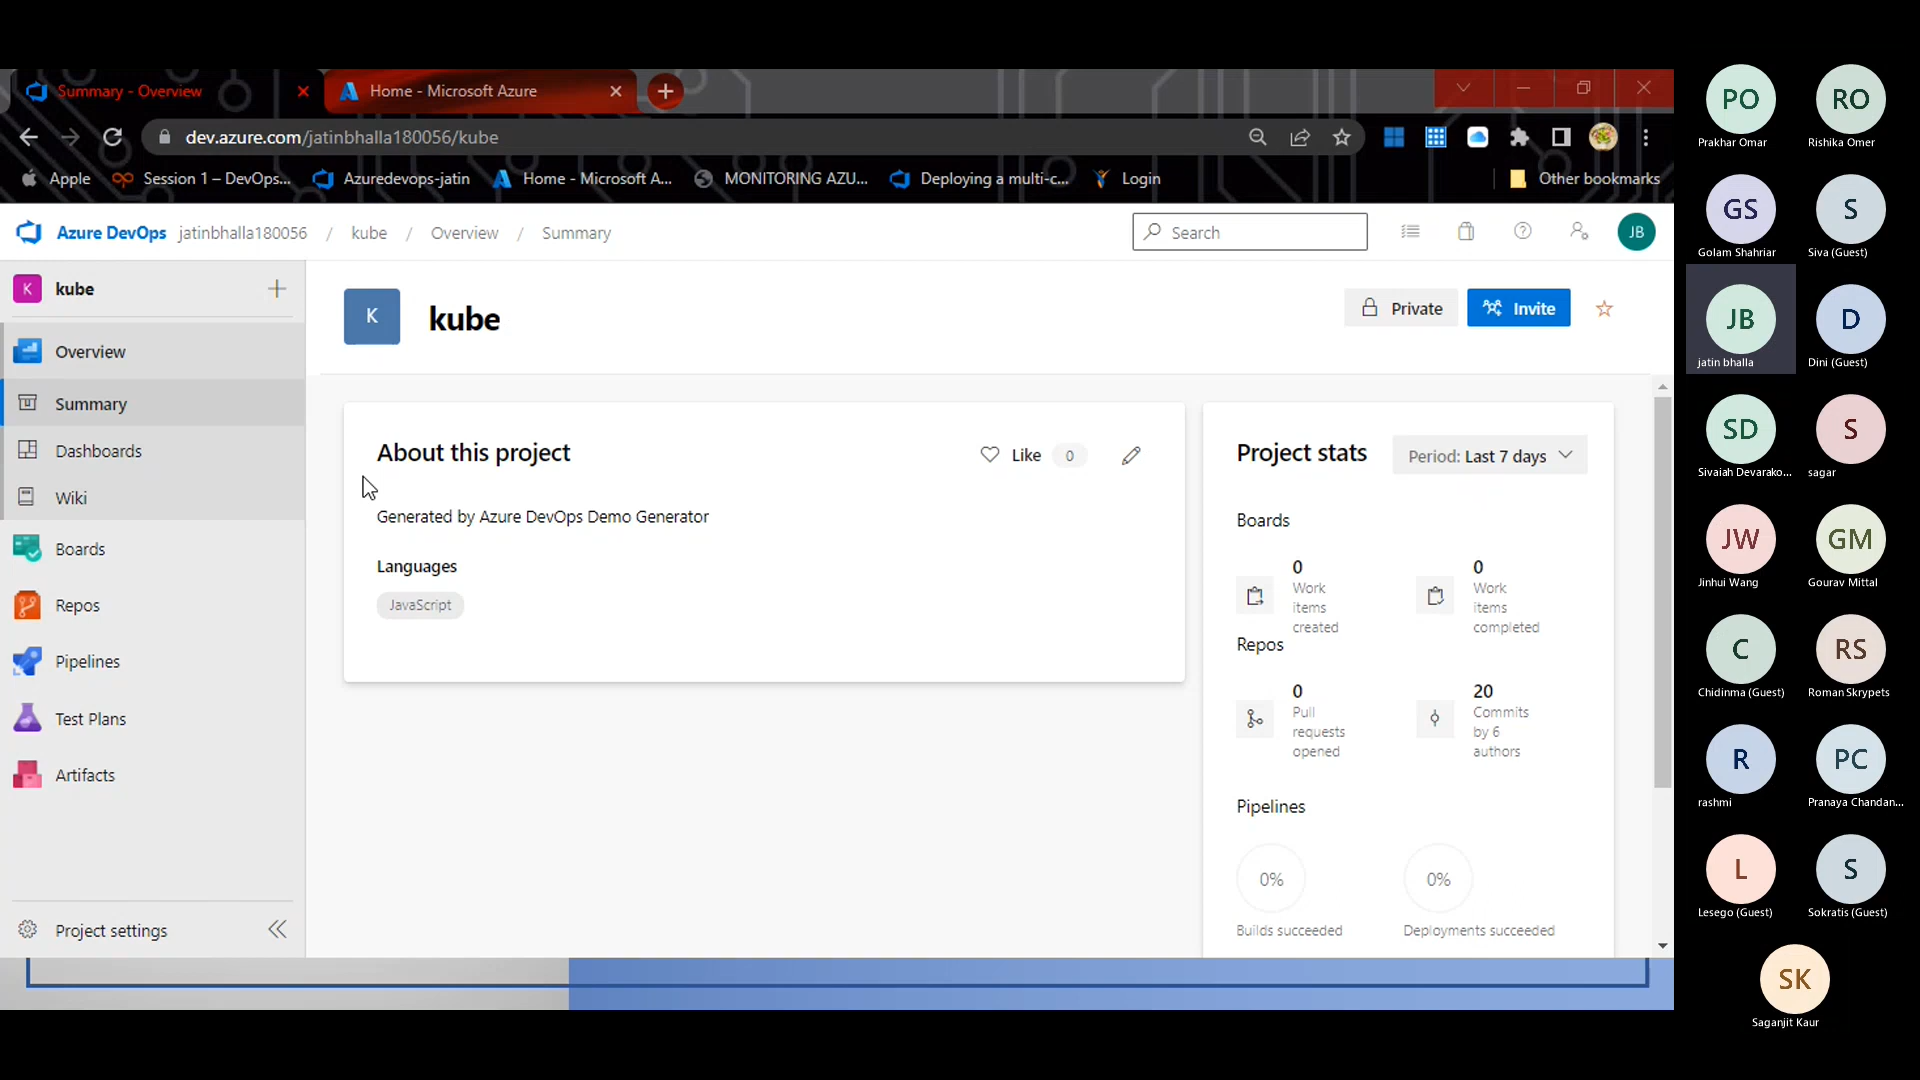 Summary - Overview
Home - Microsoft Azure
dev.azure.com/jatinbhalla180056/kube
Apple
Session 1 – DevOps...
Azuredevops-jatin
Home - Microsoft A...
MONITORING AZU...
Deploying a multi-c...
Login
Other bookmarks
Azure DevOps jatinbhalla180056 / kube / Overview / Summary
Search
JB
K kube
Overview
Summary
Dashboards
Wiki
Boards
Repos
Pipelines
Test Plans
Artifacts
Project settings
K kube
Private
Invite
About this project
Like 0
Generated by Azure DevOps Demo Generator
Languages
JavaScript
Project stats
Period: Last 7 days
Boards
0
Work
items
created
0
Work
items
completed
Repos
0
Pull
requests
opened
20
Commits
by 6
authors
Pipelines
0%
Builds succeeded
0%
Deployments succeeded
PO
Prakhar Omar
RO
Rishika Omer
GS
Golam Shahriar
S
Siva (Guest)
JB
jatin bhalla
D
Dini (Guest)
SD
Sivaiah Devarako...
S
sagar
JW
Jinhui Wang
GM
Gourav Mittal
C
Chidinma (Guest)
RS
Roman Skrypets
R
rashmi
PC
Pranaya Chandan...
L
Lesego (Guest)
S
Sokratis (Guest)
SK
Saganjit Kaur